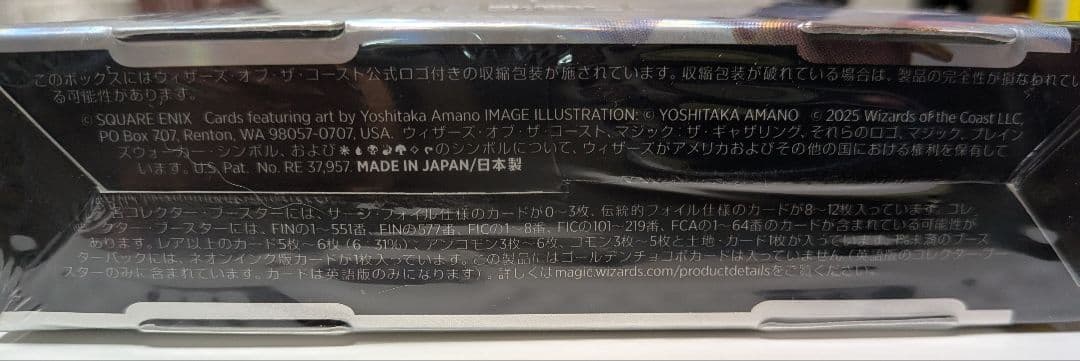 このボックスにはウィザーズ・オブ・ザ・コースト公式ロゴ付きの収縮包装が施されています。収縮包装が破れている場合は、製品の完全性が損なわれてい
る可能性があります。
© SQUARE ENIX Cards featuring art by Yoshitaka Amano IMAGE ILLUSTRATION: © YOSHITAKA AMANO © 2025 Wizards of the Coast LLC,
PO Box 707, Renton, WA 98057-0707, USA. ウィザーズ・オブ・ザ・コースト、マジック：ザ・ギャザリング、それらのロゴ、マジック、プレイン
ズウォーカー・シンボル、および のシンボルについて、ウィザーズがアメリカおよびその他の国における権利を保有して
います。U.S. Pat. No. RE 37,957. MADE IN JAPAN/日本製
各コレクター・ブースターには、サージ・フォイル仕様のカードが0～3枚、伝統的フォイル仕様のカードが8～12枚入っています。コレ
クター・ブースターには、FINの1～551番、FINの577番、FICの1～8番、FICの101～219番、FCAの1～64番のカードが含まれている可能性が
あります。レア以上のカード5枚～6枚(6: 31%)、アンコモン3枚～6枚、コモン3枚～5枚と土地・カード1枚が入っています。1%未満のブース
ターパックには、ネオンインク版カードが1枚入っています。この製品にはゴールデンチョコボカードは入っていません（英語版のコレクター・ブー
スターのみに含まれています。カードは英語版のみになります）。詳しくはmagic.wizards.com/productdetailsをご覧ください。